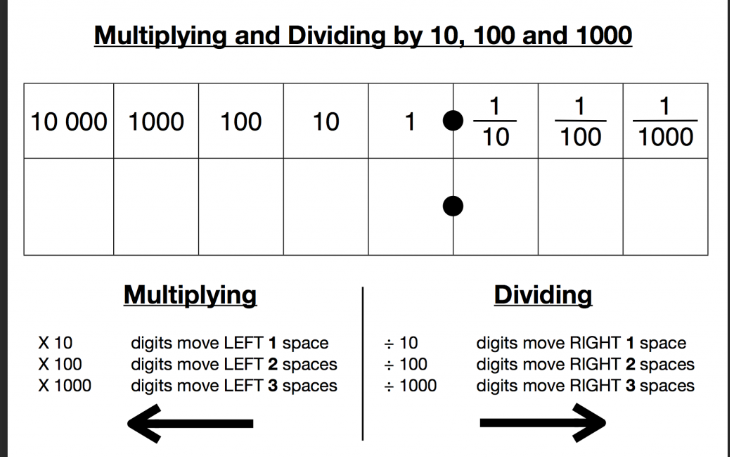 Multiplying and Dividing by 10, 100 and 1000
10 000 1000 100 10 1 1/10 1/100 1/1000
Multiplying
X 10 digits move LEFT 1 space
X 100 digits move LEFT 2 spaces
X 1000 digits move LEFT 3 spaces
Dividing
÷ 10 digits move RIGHT 1 space
÷ 100 digits move RIGHT 2 spaces
÷ 1000 digits move RIGHT 3 spaces